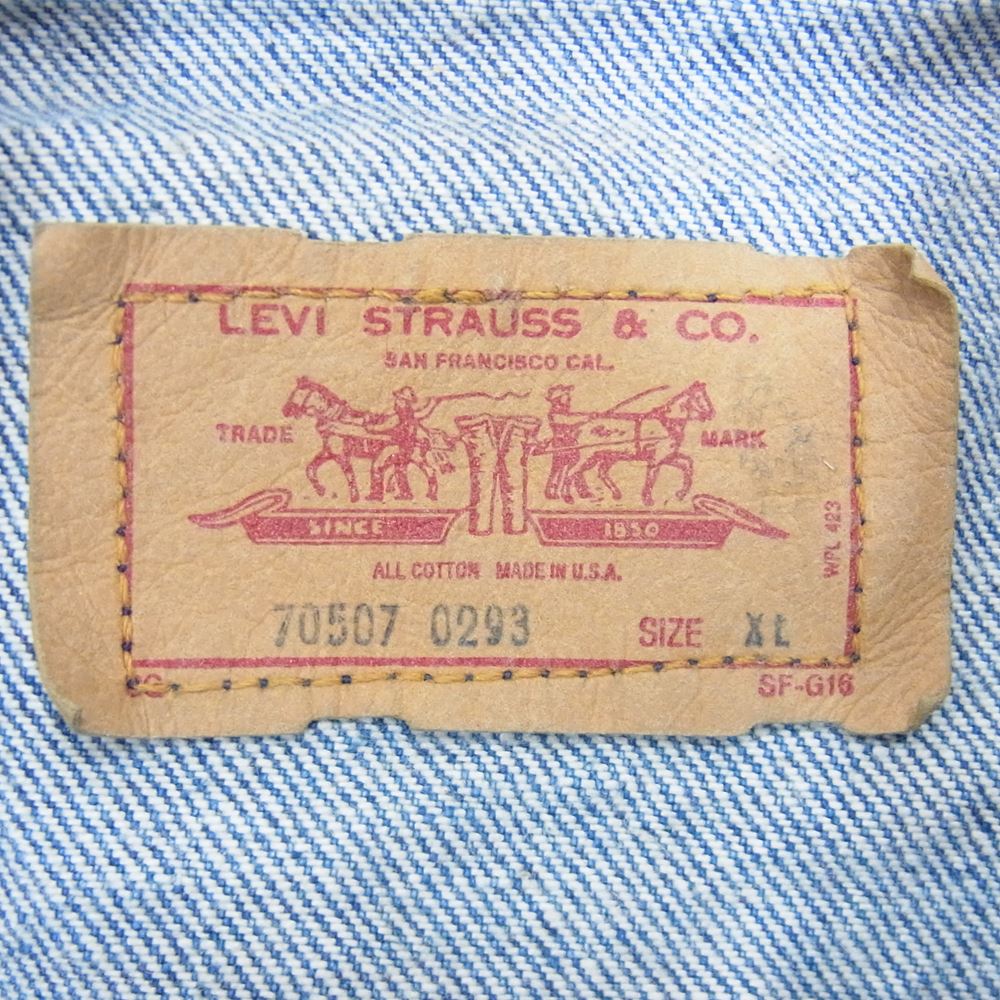 LEVI STRAUSS & CO.
SAN FRANCISCO CAL.
TRADE MARK
SINCE 1850
WPL 423
ALL COTTON MADE IN U.S.A.
70507 0293 SIZE XL
SF-G16